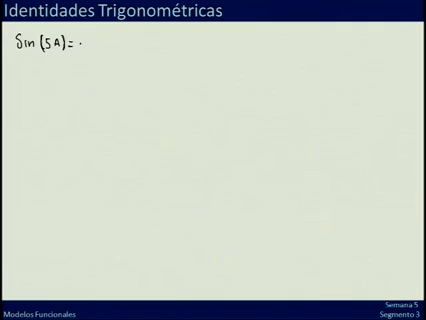 Identidades Trigonométricas
Sin (5A) =
Semana 5
Modelos Funcionales
Segmento 3